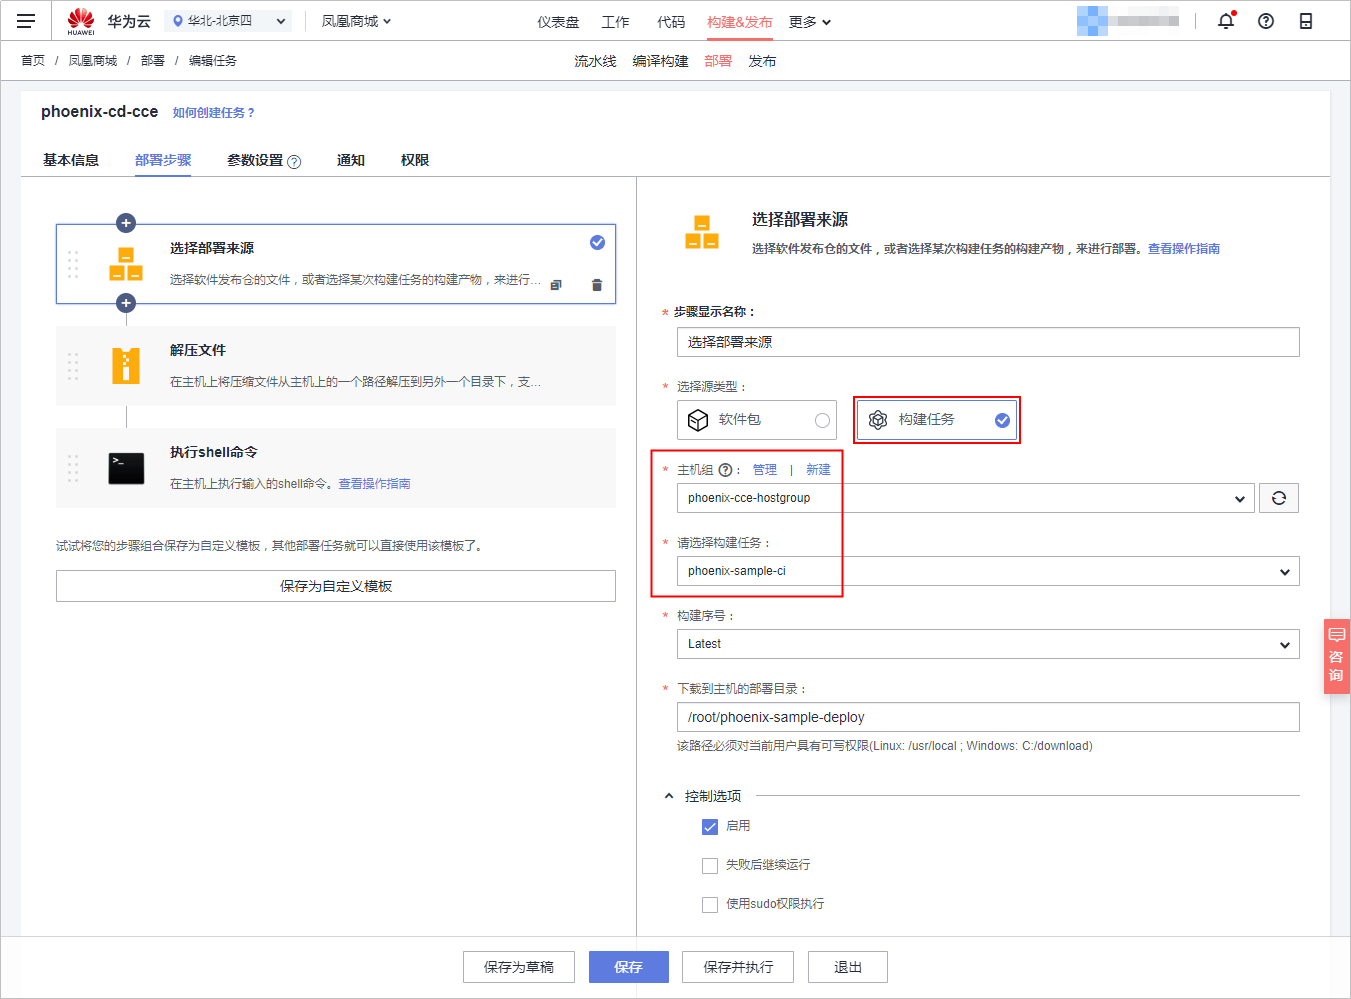 HUAWEI
华为云
华北-北京四
凤凰商城
仪表盘
工作
代码
构建&发布
更多
首页 / 凤凰商城 / 部署 / 编辑任务
流水线
编译构建
部署
发布
phoenix-cd-cce
如何创建任务？
基本信息
部署步骤
参数设置
通知
权限
选择部署来源
选择软件发布仓的文件，或者选择某次构建任务的构建产物，来进行...
解压文件
在主机上将压缩文件从主机上的一个路径解压到另外一个目录下，支...
执行shell命令
在主机上执行输入的shell命令。查看操作指南
试试将您的步骤组合保存为自定义模板，其他部署任务就可以直接使用该模板了。
保存为自定义模板
选择部署来源
选择软件发布仓的文件，或者选择某次构建任务的构建产物，来进行部署。查看操作指南
* 步骤显示名称：
选择部署来源
* 选择源类型：
软件包
构建任务
* 主机组 ? ： 管理 | 新建
phoenix-cce-hostgroup
* 请选择构建任务：
phoenix-sample-ci
* 构建序号：
Latest
* 下载到主机的部署目录：
/root/phoenix-sample-deploy
该路径必须对当前用户具有可写权限(Linux: /usr/local ; Windows: C:/download)
控制选项
启用
失败后继续运行
使用sudo权限执行
咨询
保存为草稿
保存
保存并执行
退出